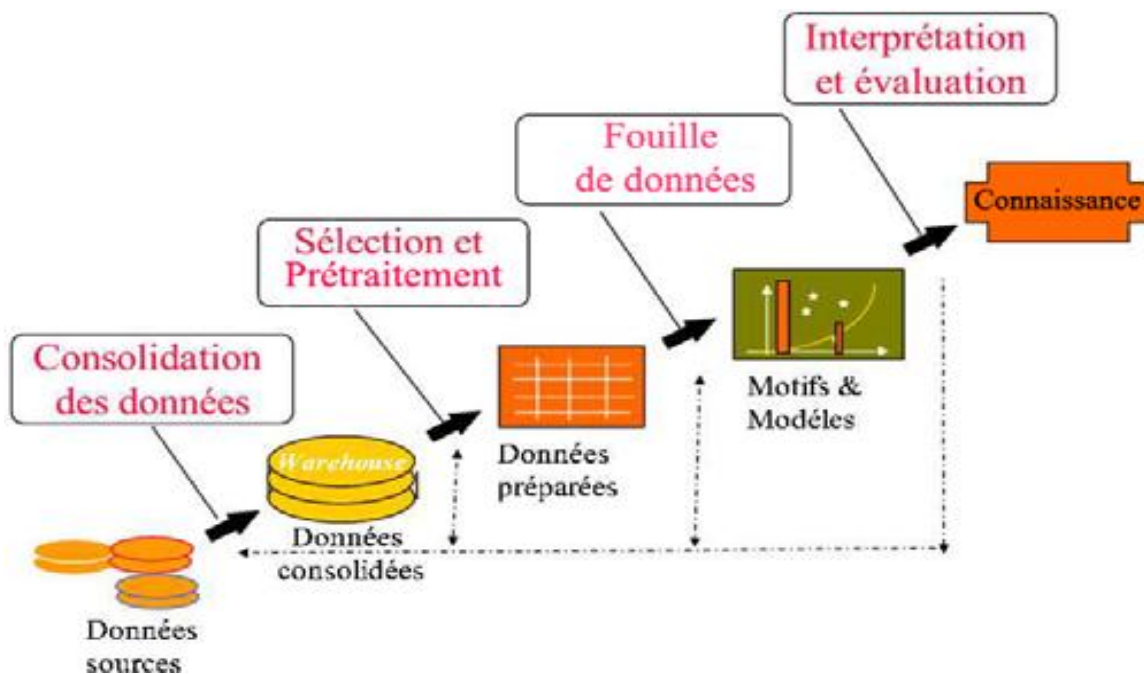 Interprétation
et évaluation
Fouille
de données
Connaissance
Sélection et
Prétraitement
Consolidation
des données
Motifs &
Modéles
Warehouse
Données
préparées
Données
consolidées
Données
sources